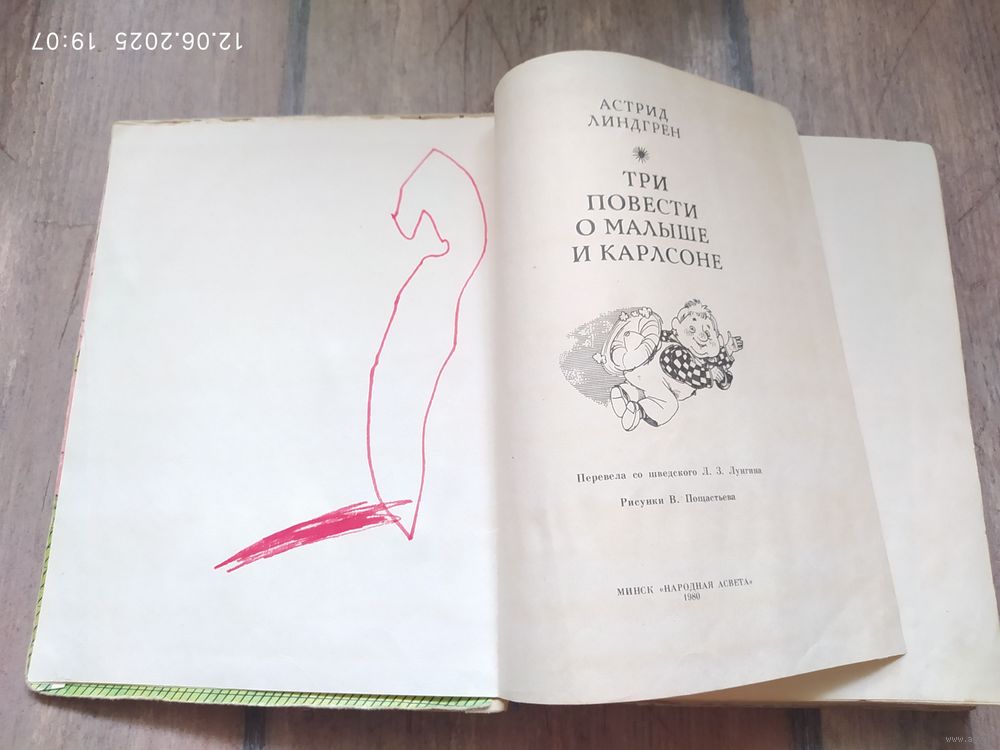 12.06.2025 19:07
АСТРИД
ЛИНДГРЕН
ТРИ
ПОВЕСТИ
О МАЛЫШЕ
И КАРЛСОНЕ
Перевела со шведского Л. З. Лунгина
Рисунки В. Пощастьева
МИНСК «НАРОДНАЯ АСВЕТА»
1980